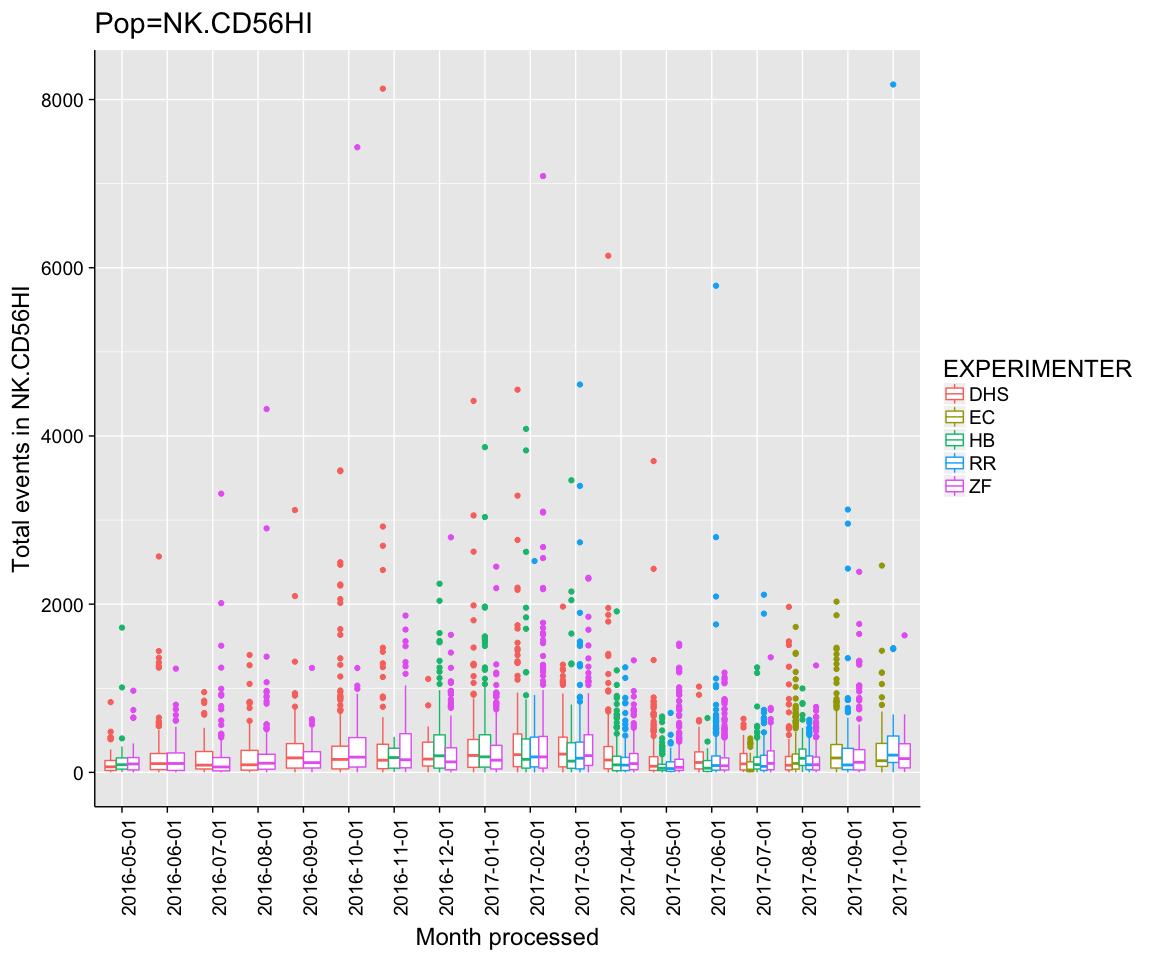 Pop=NK.CD56HI
Total events in NK.CD56HI
8000
6000
4000
2000
0
2016-05-01
2016-06-01
2016-07-01
2016-08-01
2016-09-01
2016-10-01
2016-11-01
2016-12-01
2017-01-01
2017-02-01
2017-03-01
2017-04-01
2017-05-01
2017-06-01
2017-07-01
2017-08-01
2017-09-01
2017-10-01
Month processed
EXPERIMENTER
DHS
EC
HB
RR
ZF